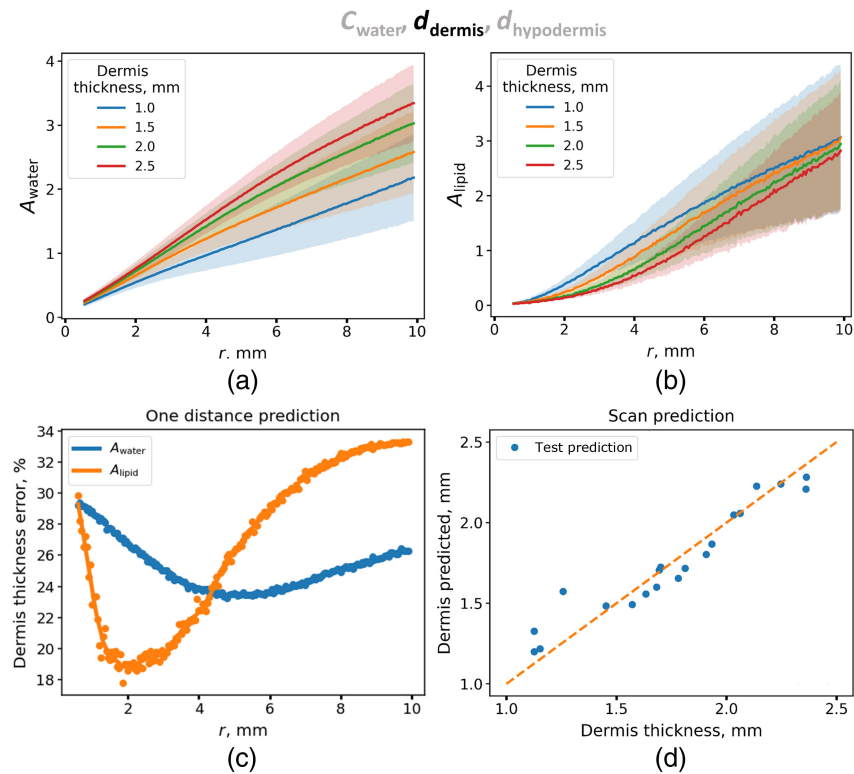 C_water, d_dermis, d_hypodermis
Dermis
thickness, mm
1.0
1.5
2.0
2.5
A_water
4
3
2
1
0
0
2
4
6
8
10
r. mm
(a)
Dermis
thickness, mm
1.0
1.5
2.0
2.5
A_lipid
4
3
2
1
0
0
2
4
6
8
10
r, mm
(b)
One distance prediction
A_water
A_lipid
Dermis thickness error, %
34
32
30
28
26
24
22
20
18
2
4
6
8
10
r, mm
(c)
Scan prediction
Test prediction
Dermis predicted, mm
2.5
2.0
1.5
1.0
1.0
1.5
2.0
2.5
Dermis thickness, mm
(d)